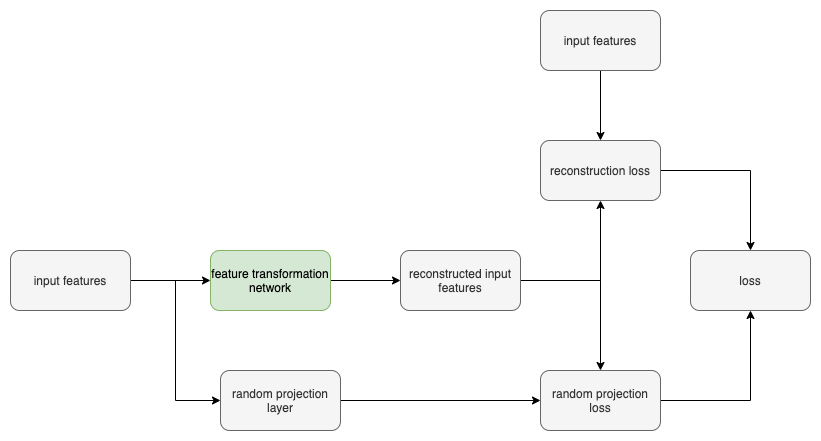 input features
reconstruction loss
input features
feature transformation
network
reconstructed input
features
loss
random projection
layer
random projection
loss